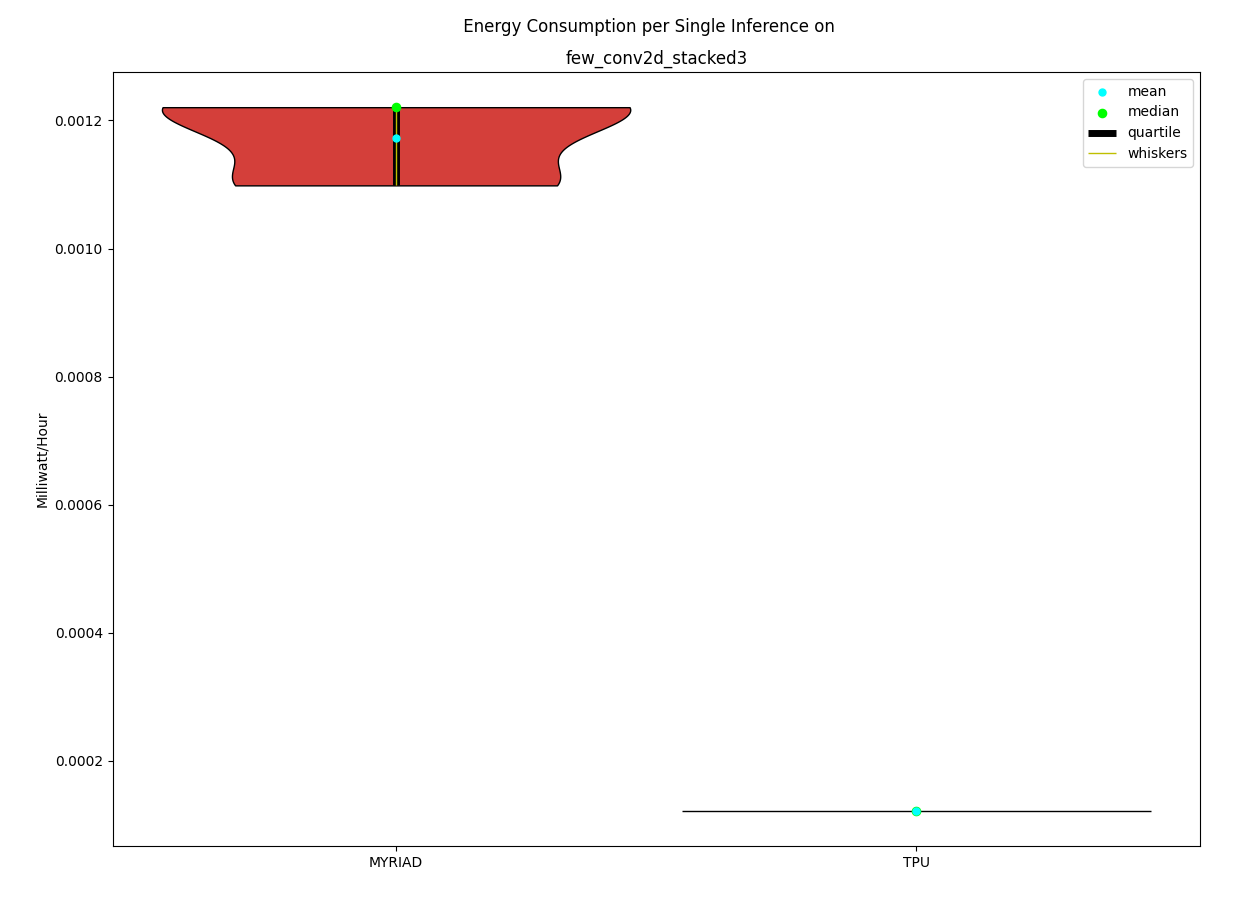 Energy Consumption per Single Inference on
few_conv2d_stacked3
mean
median
quartile
whiskers
Milliwatt/Hour
0.0012
0.0010
0.0008
0.0006
0.0004
0.0002
MYRIAD
TPU